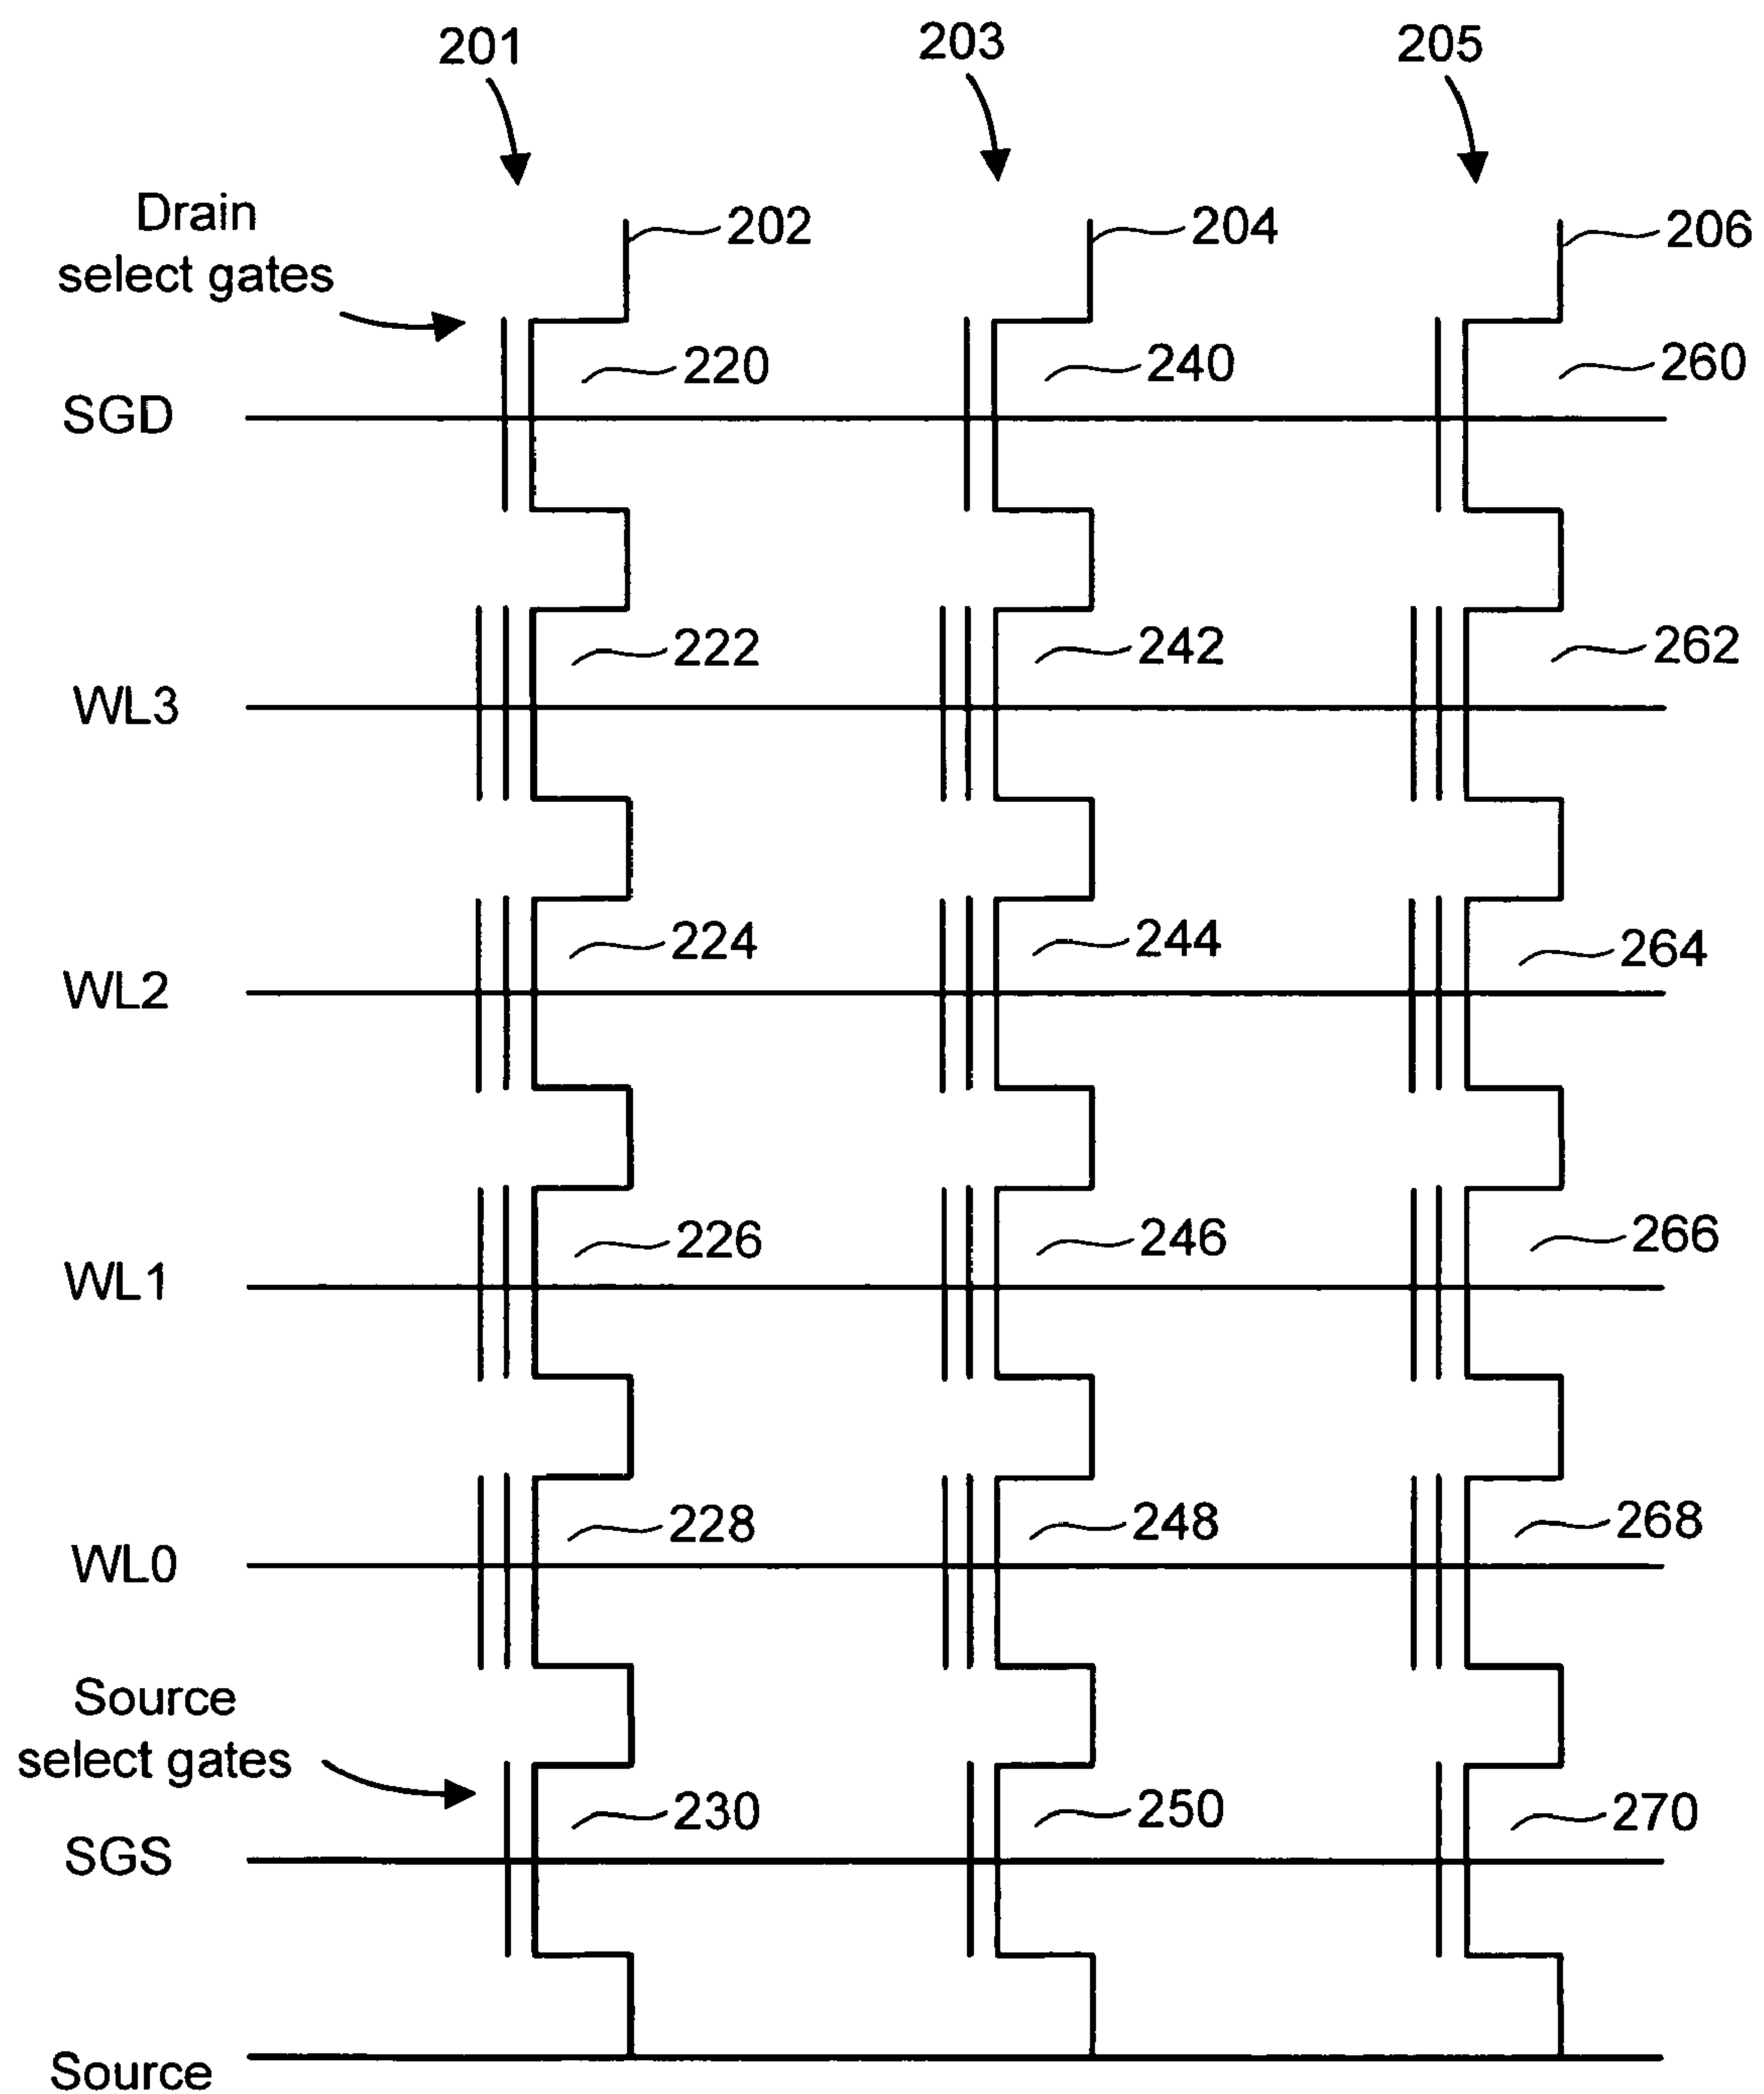 201 203 205
Drain
select gates
202 204 206
220 240 260
SGD
222 242 262
WL3
224 244 264
WL2
226 246 266
WL1
228 248 268
WL0
Source
select gates
230 250 270
SGS
Source